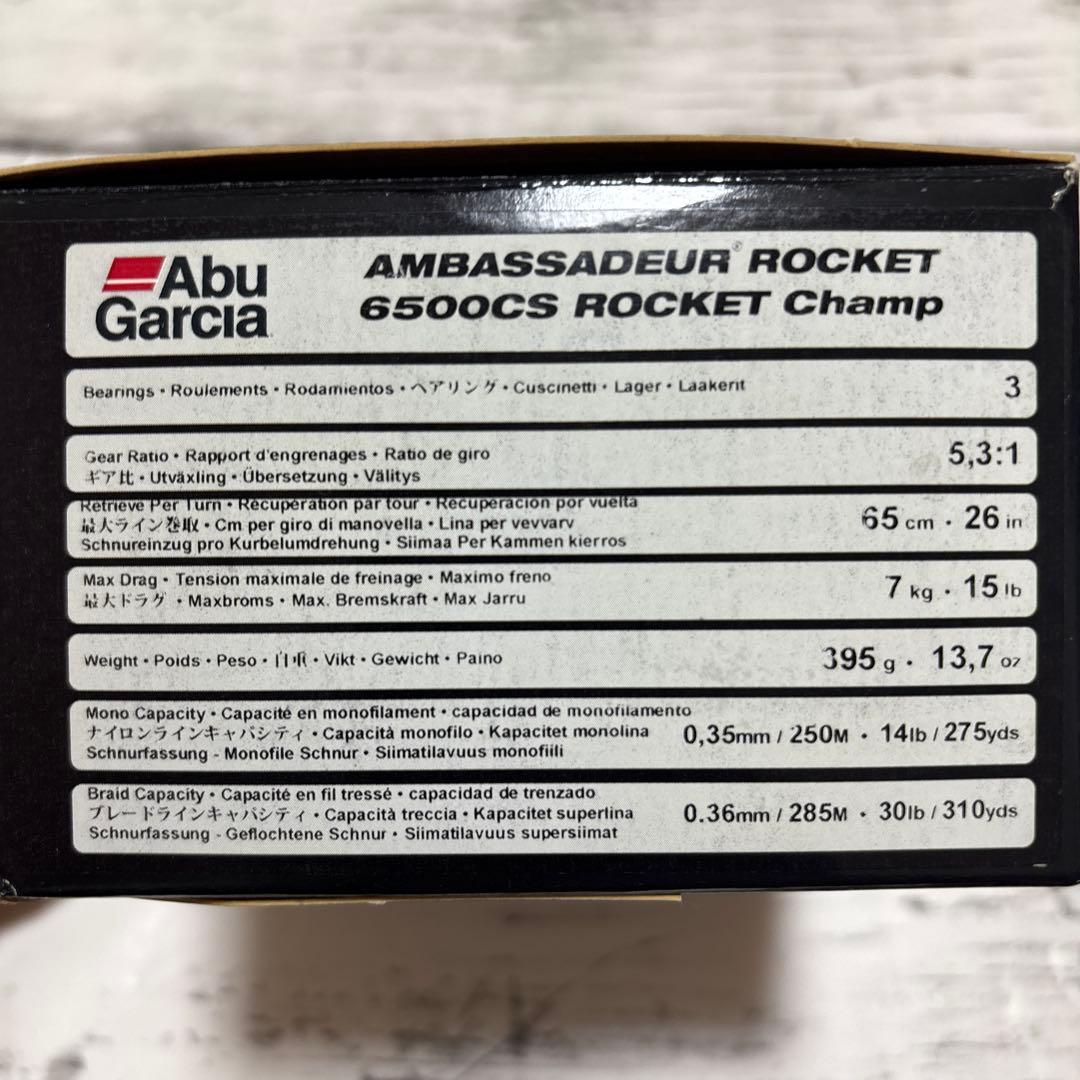 Abu Garcia
AMBASSADEUR® ROCKET
6500CS ROCKET Champ
Bearings • Roulements • Rodamientos • ヘアリング • Cuscinetti • Lager • Laakerit
3
Gear Ratio • Rapport d'engrenages • Ratio de giro
ギア比 • Utväxling • Übersetzung • Välitys
5,3:1
Retrieve Per Turn • Récupération par tour • Recuperacion por vuelta
最大ライン巻取 • Cm per giro di manovella • Lina per vevvarv
Schnureinzug pro Kurbelumdrehung • Siimaa Per Kammen kierros
65 cm • 26 in
Max Drag • Tension maximale de freinage • Maximo freno
最大ドラグ • Maxbroms • Max. Bremskraft • Max Jarru
7 kg • 15 lb
Weight • Poids • Peso • 自重 • Vikt • Gewicht • Paino
395 g • 13,7 oz
Mono Capacity • Capacité en monofilament • capacidad de monofilamento
ナイロンラインキャパシティ • Capacità monofilo • Kapacitet monolina
Schnurfassung - Monofile Schnur • Siimatilavuus monofiili
0,35mm / 250M • 14lb / 275yds
Braid Capacity • Capacité en fil tressé • capacidad de trenzado
ブレードラインキャパシティ • Capacità treccia • Kapacitet superlina
Schnurfassung - Geflochtene Schnur • Siimatilavuus supersiimat
0.36mm / 285M • 30lb / 310yds